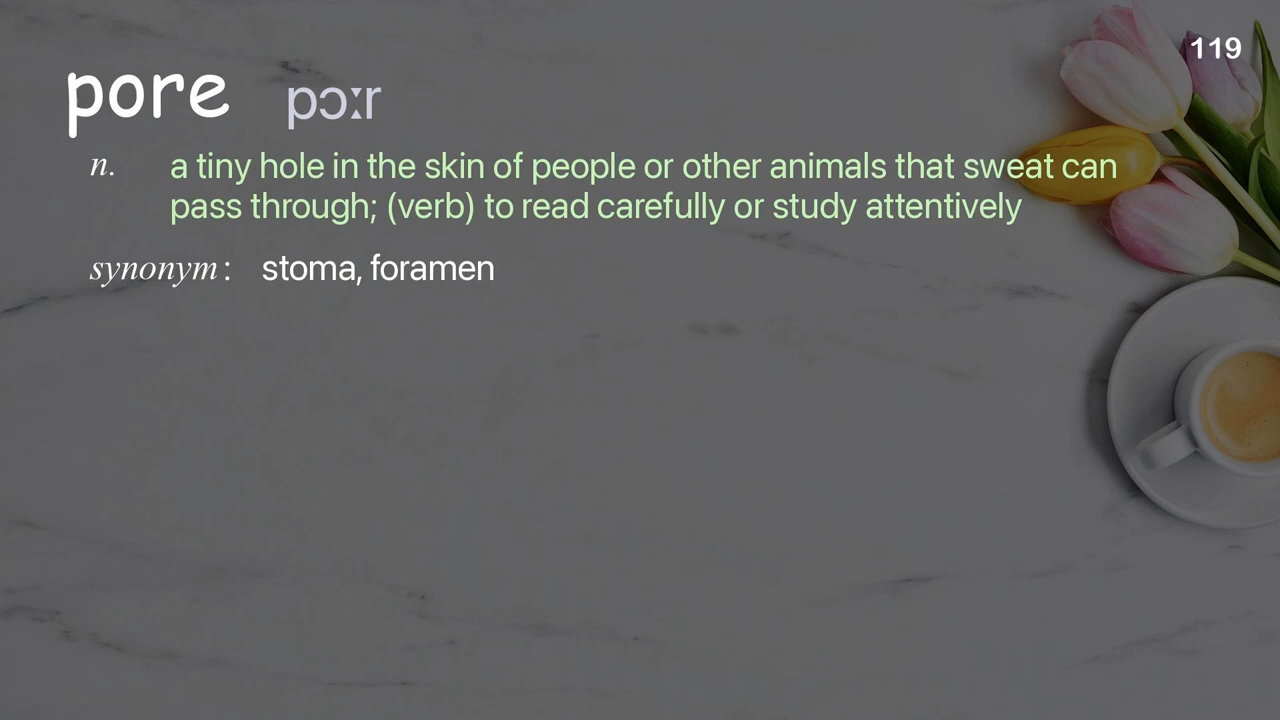 119
pore pɔːr
n. a tiny hole in the skin of people or other animals that sweat can
pass through; (verb) to read carefully or study attentively
synonym: stoma, foramen